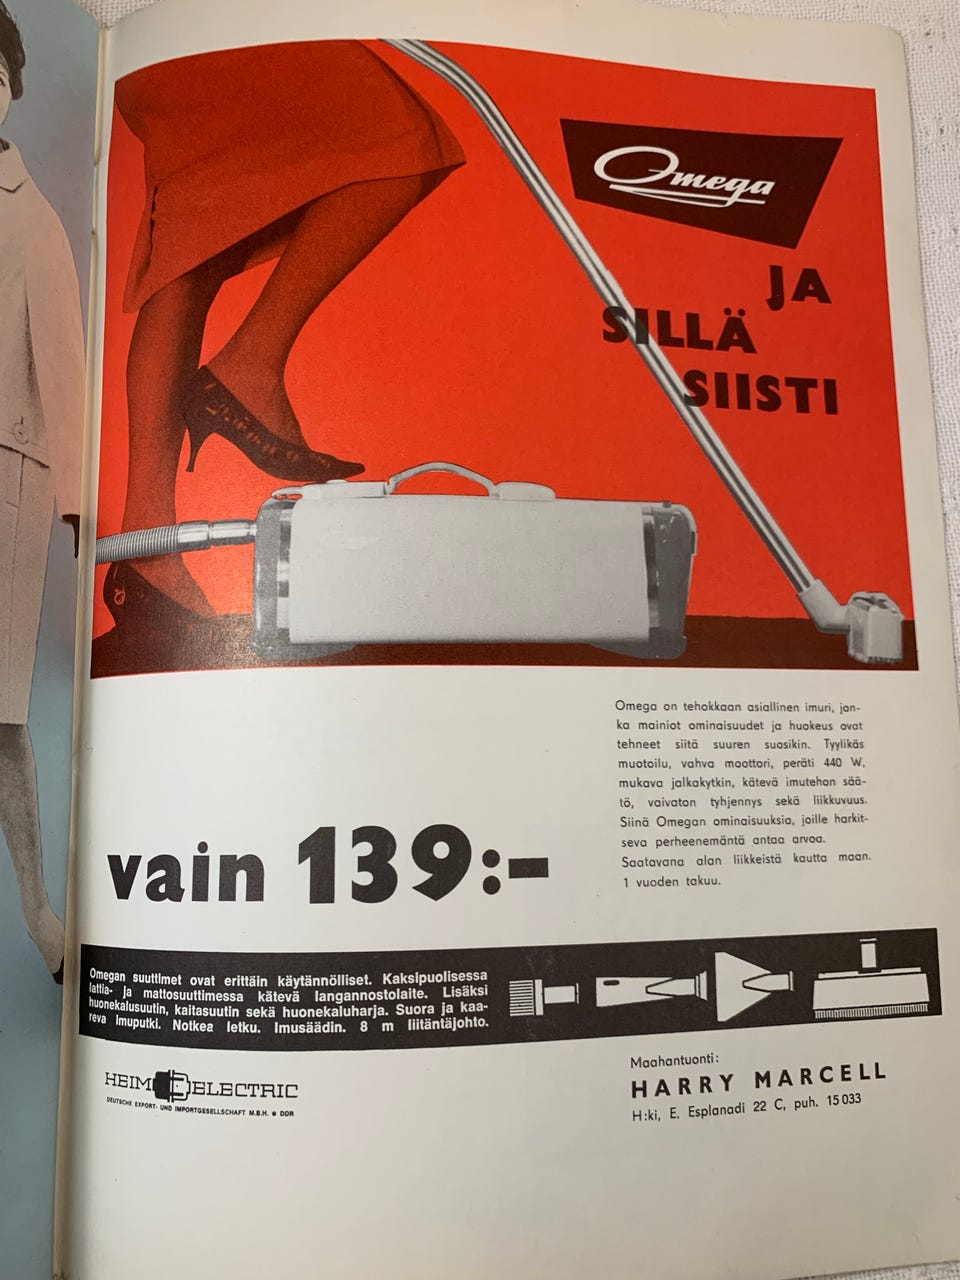 Omega
JA
SILLÄ
SIISTI
Omega on tehokkaan asiallinen imuri, jon-
ka mainiot ominaisuudet ja huokeus ovat
tehneet siitä suuren suosikin. Tyylikäs
muotoilu, vahva moottori, peräti 440 W,
mukava jalkakytkin, kätevä imutehon sää-
tö, vaivaton tyhjennys sekä liikkuvuus.
Siinä Omegan ominaisuuksia, joille harkit-
seva perheenemäntä antaa arvoa.
Saatavana alan liikkeistä kautta maan.
1 vuoden takuu.
vain 139:-
Omegan suuttimet ovat erittäin käytännölliset. Kaksipuolisessa
lattia- ja mattosuuttimessa kätevä langannostolaite. Lisäksi
huonekalusuutin, kaitasuutin sekä huonekaluharja. Suora ja kaa-
reva imuputki. Notkea letku. Imusäädin. 8 m liitäntäjohto.
HEIM ELECTRIC
DEUTSCHE EXPORT- UND IMPORTGESELLSCHAFT M.B.H. • DDR
Maahantuonti:
HARRY MARCELL
H:ki, E. Esplanadi 22 C, puh. 15 033